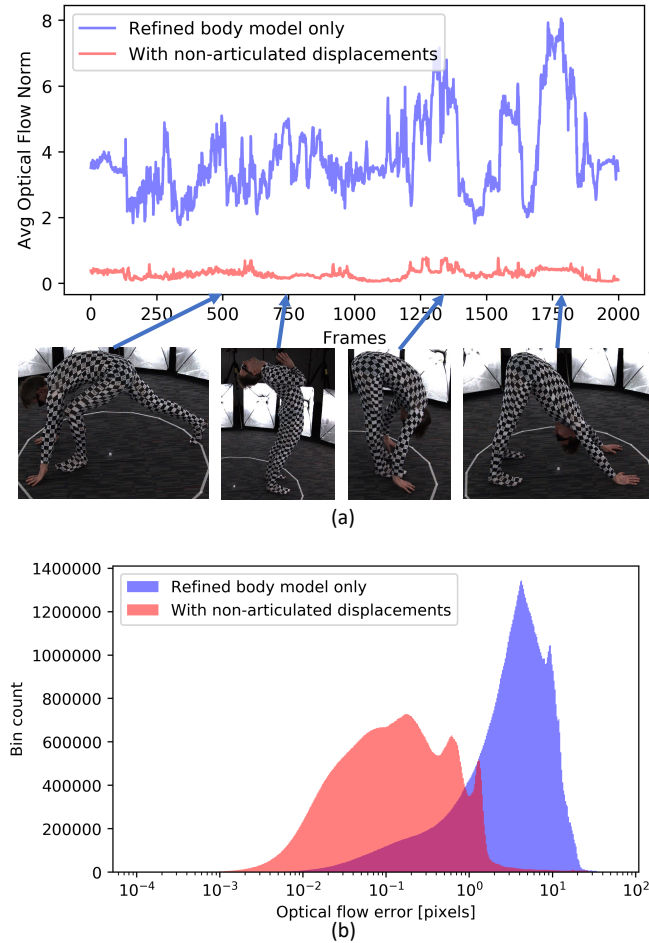 8
6
4
2
0
Avg Optical Flow Norm
Refined body model only
With non-articulated displacements
0 250 500 750 1000 1250 1500 1750 2000
Frames
(a)
1400000
1200000
1000000
800000
600000
400000
200000
0
Bin count
Refined body model only
With non-articulated displacements
10⁻⁴ 10⁻³ 10⁻² 10⁻¹ 10⁰ 10¹ 10²
Optical flow error [pixels]
(b)